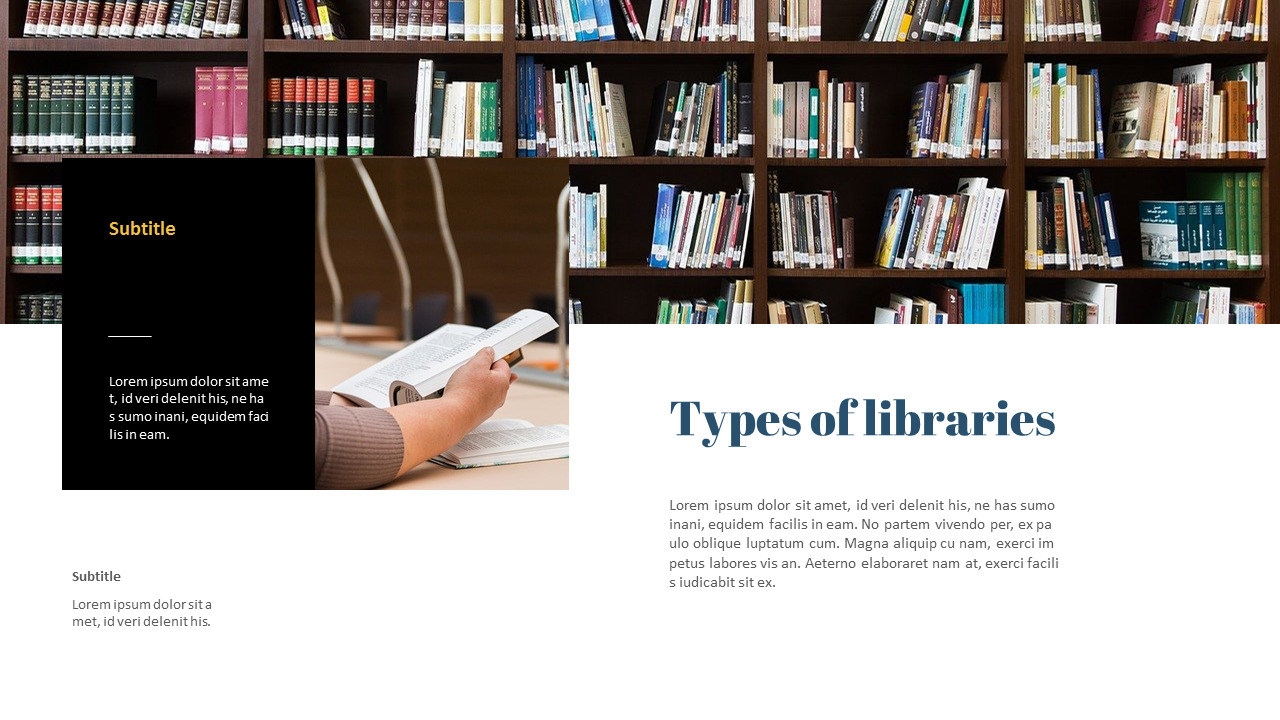 Subtitle
Lorem ipsum dolor sit ame
t, id veri delenit his, ne ha
s sumo inani, equidem faci
lis in eam.
Types of libraries
Lorem ipsum dolor sit amet, id veri delenit his, ne has sumo
inani, equidem facilis in eam. No partem vivendo per, ex pa
ulo oblique luptatum cum. Magna aliquip cu nam, exerci im
petus labores vis an. Aeterno elaboraret nam at, exerci facili
s iudicabit sit ex.
Subtitle
Lorem ipsum dolor sit a
met, id veri delenit his.